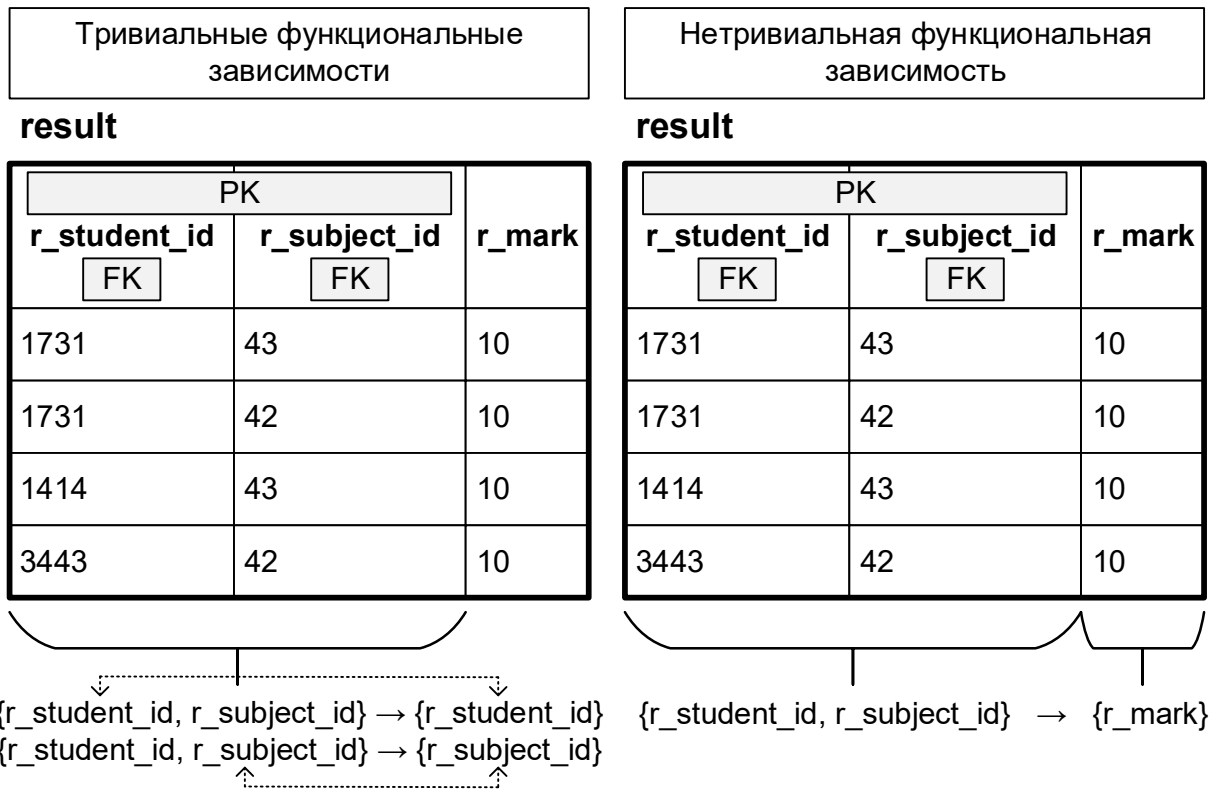 Тривиальные функциональные
зависимости
result
PK
r_student_id r_subject_id r_mark
FK FK
1731 43 10
1731 42 10
1414 43 10
3443 42 10
{r_student_id, r_subject_id} → {r_student_id}
{r_student_id, r_subject_id} → {r_subject_id}
Нетривиальная функциональная
зависимость
result
PK
r_student_id r_subject_id r_mark
FK FK
1731 43 10
1731 42 10
1414 43 10
3443 42 10
{r_student_id, r_subject_id} → {r_mark}